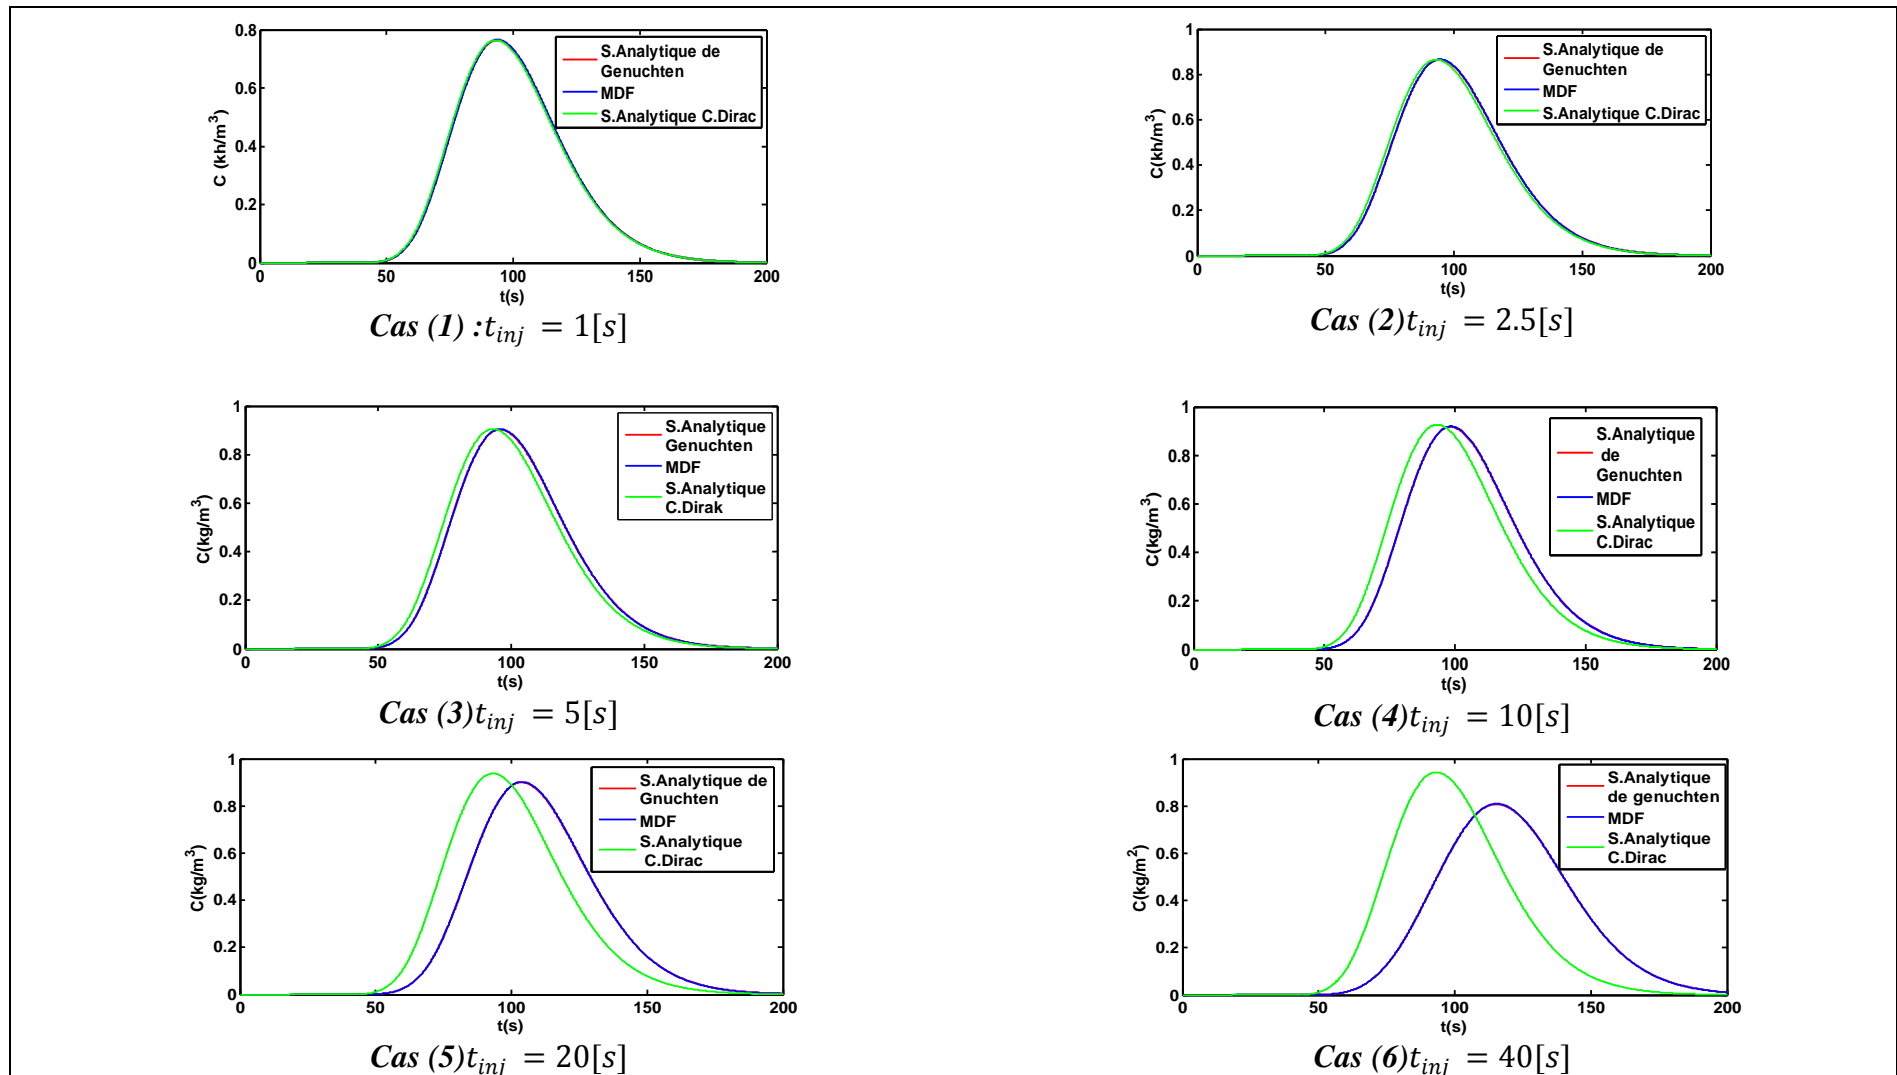 0.8
0.6
0.4
0.2
0
C (kh/m³)
0 50 100 150 200
t(s)
S.Analytique de
Genuchten
MDF
S.Analytique C.Dirac
Cas (1) :t_inj = 1[s]
1
0.8
0.6
0.4
0.2
0
C(kh/m³)
0 50 100 150 200
t(s)
S.Analytique de
Genuchten
MDF
S.Analytique C.Dirac
Cas (2)t_inj = 2.5[s]
1
0.8
0.6
0.4
0.2
0
C(kg/m³)
0 50 100 150 200
t(s)
S.Analytique
Genuchten
MDF
S.Analytique
C.Dirak
Cas (3)t_inj = 5[s]
1
0.8
0.6
0.4
0.2
0
C(kg/m³)
0 50 100 150 200
t(s)
S.Analytique
de
Genuchten
MDF
S.Analytique
C.Dirac
Cas (4)t_inj = 10[s]
1
0.8
0.6
0.4
0.2
0
C(kg/m³)
0 50 100 150 200
t(s)
S.Analytique de
Gnuchten
MDF
S.Analytique
C.Dirac
Cas (5)t_inj = 20[s]
1
0.8
0.6
0.4
0.2
0
C(kg/m²)
0 50 100 150 200
t(s)
S.Analytique
de genuchten
MDF
S.Analytique
C.Dirac
Cas (6)t_inj = 40[s]